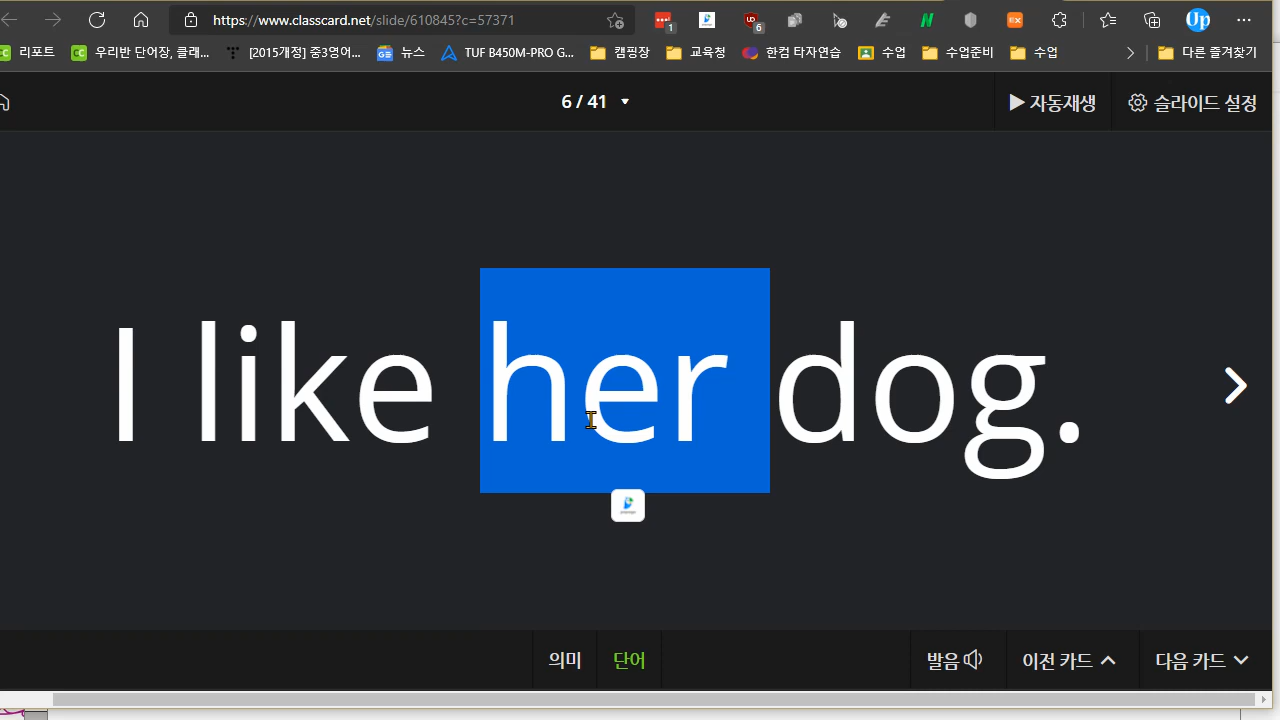 https://www.classcard.net/slide/610845?c=57371
1
6
EX
Up
리포트
우리반 단어장, 클래...
[2015개정] 중3영어...
뉴스
TUF B450M-PRO G...
캠핑장
교육청
한컴 타자연습
수업
수업준비
수업
다른 즐겨찾기
6 / 41
자동재생
슬라이드 설정
I like her dog.
의미
단어
발음
이전 카드
다음 카드